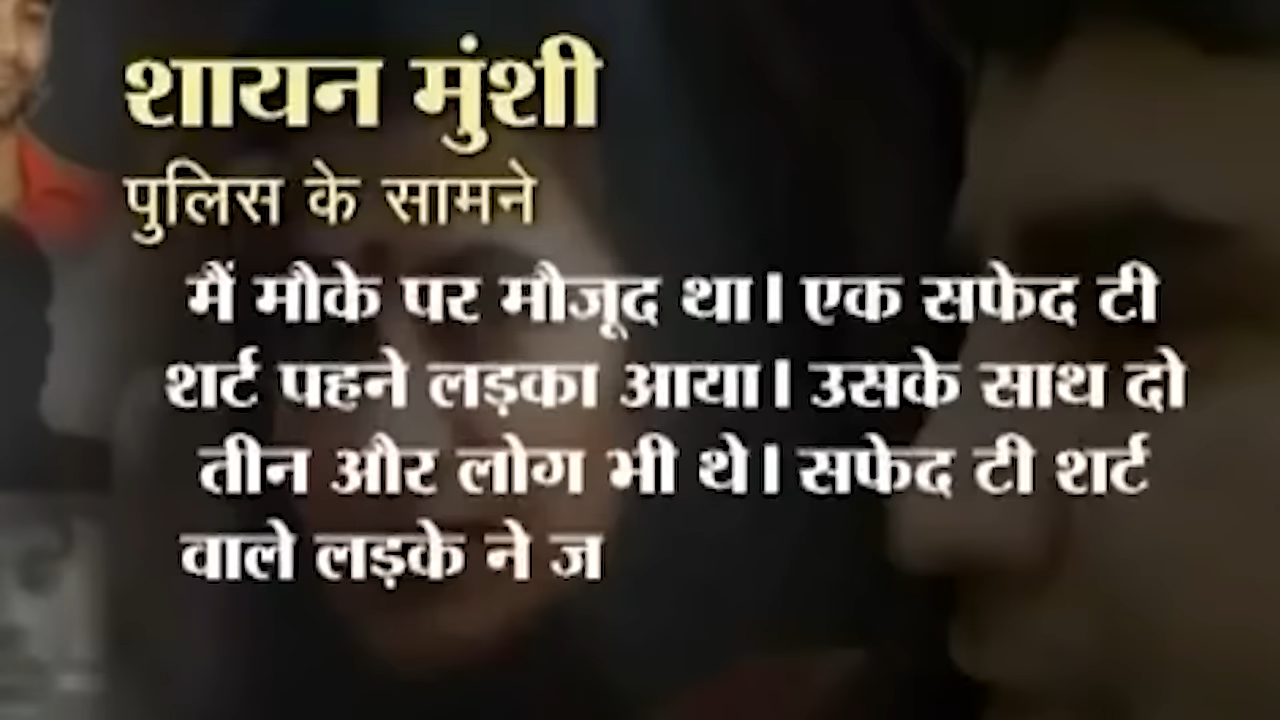 शायन मुंशी
पुलिस के सामने
मैं मौके पर मौजूद था। एक सफेद टी
शर्ट पहने लड़का आया। उसके साथ दो
तीन और लोग भी थे। सफेद टी शर्ट
वाले लड़के ने ज